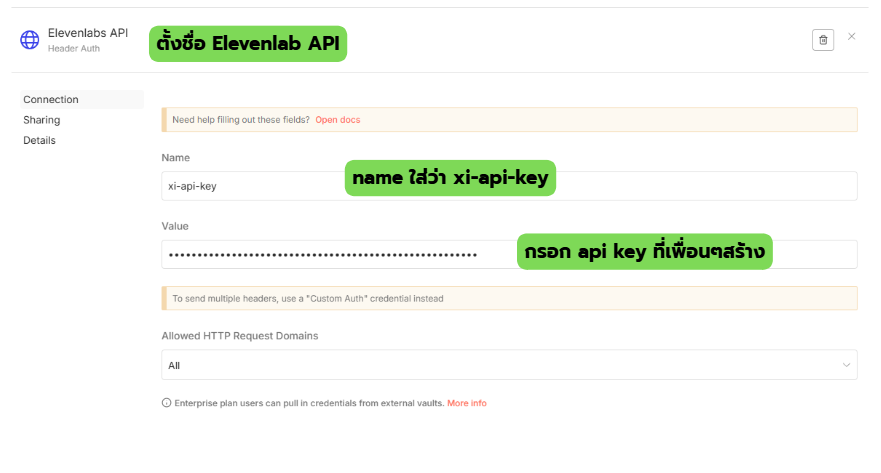 Elevenlabs API
Header Auth
ตั้งชื่อ Elevenlab API
Connection
Sharing
Details
Need help filling out these fields? Open docs
Name
xi-api-key
name ใส่ว่า xi-api-key
Value
••••••••••••••••••••••••••••••••••••••••••••••••••••••
กรอก api key ที่เพื่อนๆสร้าง
To send multiple headers, use a "Custom Auth" credential instead
Allowed HTTP Request Domains
All
Enterprise plan users can pull in credentials from external vaults. More info